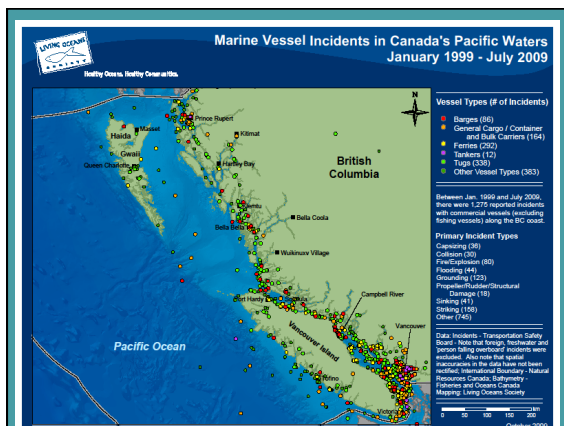 LIVING OCEANS
SOCIETY
Healthy Oceans. Healthy Communities.
Marine Vessel Incidents in Canada's Pacific Waters
January 1999 - July 2009
N
Vessel Types (# of Incidents)
Barges (86)
General Cargo / Container
and Bulk Carriers (164)
Ferries (292)
Tankers (12)
Tugs (338)
Other Vessel Types (383)
Between Jan. 1999 and July 2009,
there were 1,275 reported incidents
with commercial vessels (excluding
fishing vessels) along the BC coast.
Primary Incident Types
Capsizing (36)
Collision (30)
Fire/Explosion (80)
Flooding (44)
Grounding (123)
Propeller/Rudder/Structural
Damage (18)
Sinking (41)
Striking (158)
Other (745)
Data: Incidents - Transportation Safety
Board - Note that foreign, freshwater and
'person falling overboard' incidents were
excluded. Also note that spatial
inaccuracies in the data have not been
rectified; International Boundary - Natural
Resources Canada; Bathymetry -
Fisheries and Oceans Canada
Mapping: Living Oceans Society
km
0 50 100 150 200
October 2009
Prince Rupert
Masset
Haida
Gwaii
Kitimat
Queen Charlotte
Hartley Bay
British
Columbia
Klemtu
Bella Bella
Bella Coola
Wuikinuxv Village
Port Hardy
Campbell River
Vancouver
Vancouver Island
Pacific Ocean
Tofino
Victoria